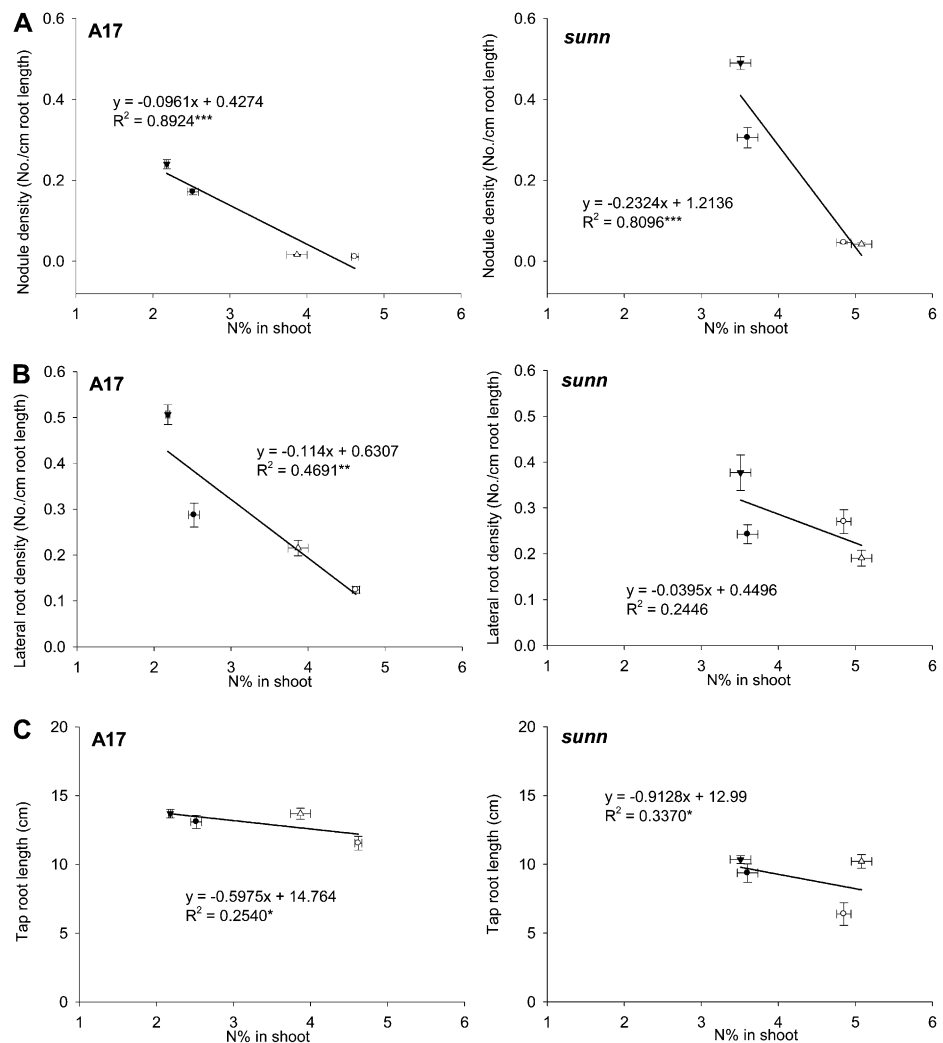 A
A17
Nodule density (No./cm root length)
0.6
0.4
0.2
0.0
y = -0.0961x + 0.4274
R² = 0.8924***
1 2 3 4 5 6
N% in shoot
sunn
Nodule density (No./cm root length)
0.6
0.4
0.2
0.0
y = -0.2324x + 1.2136
R² = 0.8096***
1 2 3 4 5 6
N% in shoot
B
A17
Lateral root density (No./cm root length)
0.6
0.5
0.4
0.3
0.2
0.1
0.0
y = -0.114x + 0.6307
R² = 0.4691**
1 2 3 4 5 6
N% in shoot
sunn
Lateral root density (No./cm root length)
0.6
0.5
0.4
0.3
0.2
0.1
0.0
y = -0.0395x + 0.4496
R² = 0.2446
1 2 3 4 5 6
N% in shoot
C
A17
Tap root length (cm)
20
15
10
5
0
y = -0.5975x + 14.764
R² = 0.2540*
1 2 3 4 5 6
N% in shoot
sunn
Tap root length (cm)
20
15
10
5
0
y = -0.9128x + 12.99
R² = 0.3370*
1 2 3 4 5 6
N% in shoot